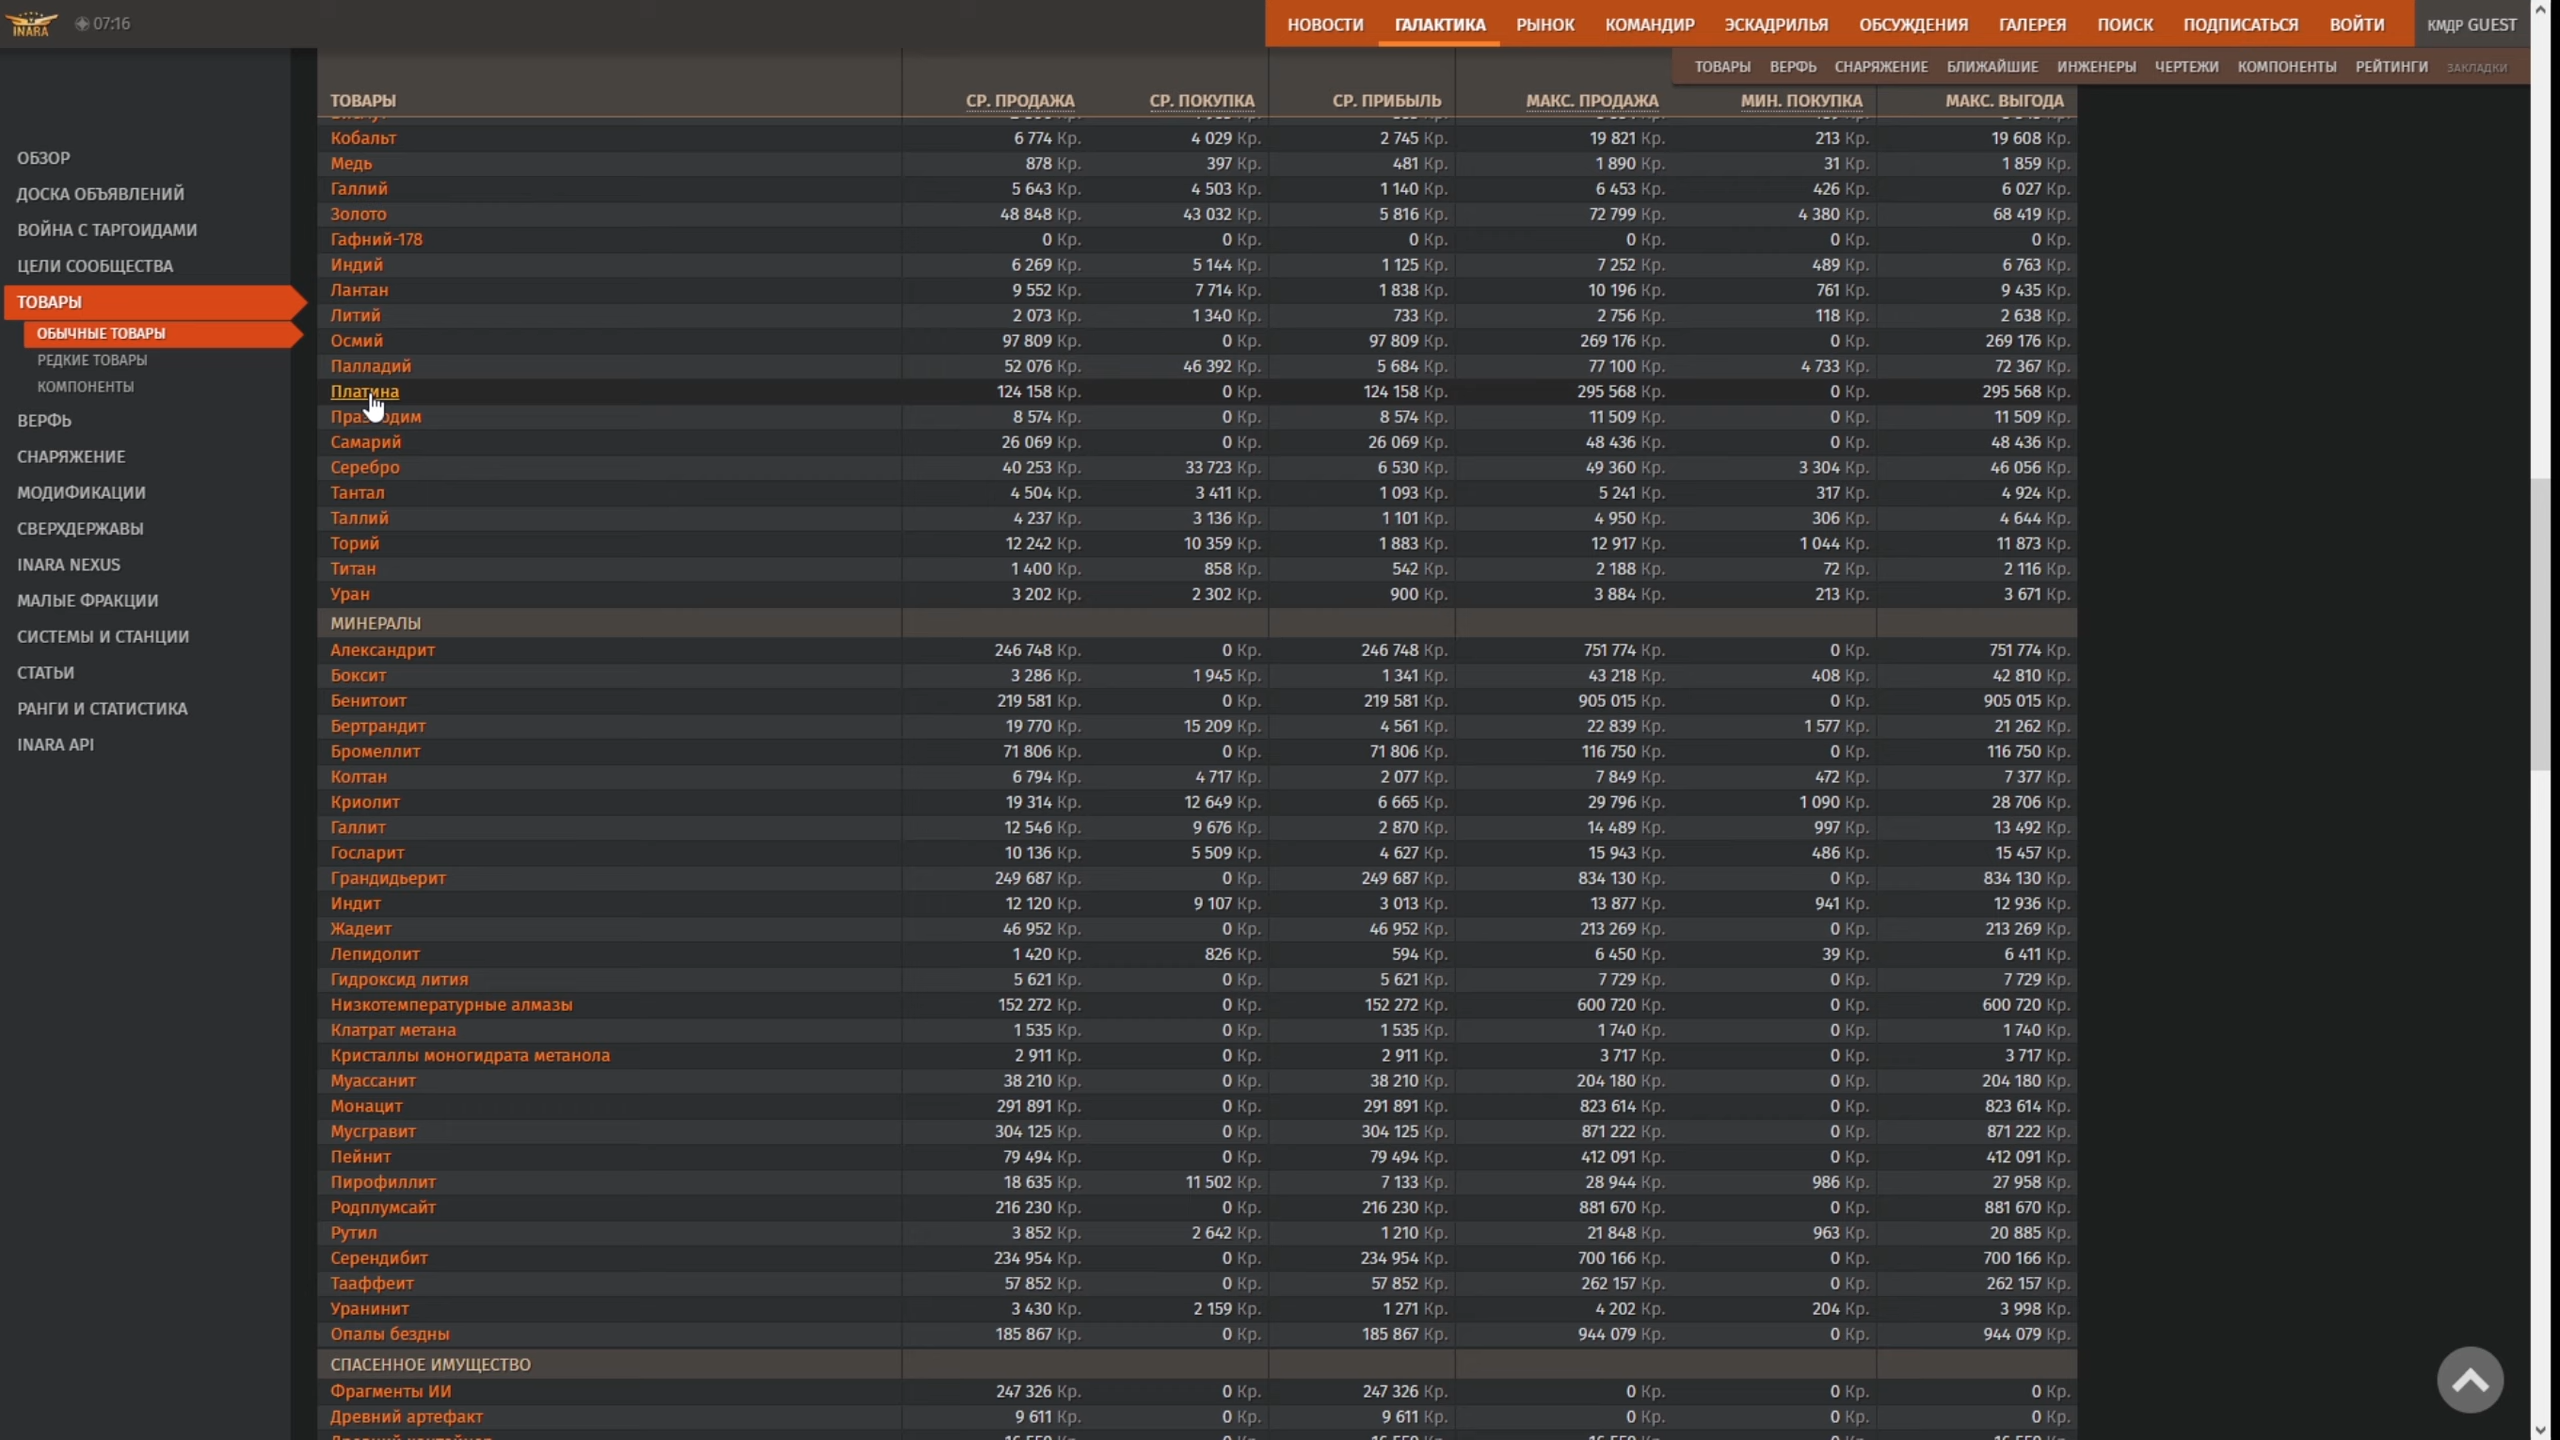 INARA 07:16 НОВОСТИ ГАЛАКТИКА РЫНОК КОМАНДИР ЭСКАДРИЛЬЯ ОБСУЖДЕНИЯ ГАЛЕРЕЯ ПОИСК ПОДПИСАТЬСЯ ВОЙТИ КМДР GUEST
ТОВАРЫ ВЕРФЬ СНАРЯЖЕНИЕ БЛИЖАЙШИЕ ИНЖЕНЕРЫ ЧЕРТЕЖИ КОМПОНЕНТЫ РЕЙТИНГИ ЗАКЛАДКИ
ОБЗОР
ДОСКА ОБЪЯВЛЕНИЙ
ВОЙНА С ТАРГОИДАМИ
ЦЕЛИ СООБЩЕСТВА
ТОВАРЫ
ОБЫЧНЫЕ ТОВАРЫ
РЕДКИЕ ТОВАРЫ
КОМПОНЕНТЫ
ВЕРФЬ
СНАРЯЖЕНИЕ
МОДИФИКАЦИИ
СВЕРХДЕРЖАВЫ
INARA NEXUS
МАЛЫЕ ФРАКЦИИ
СИСТЕМЫ И СТАНЦИИ
СТАТЬИ
РАНГИ И СТАТИСТИКА
INARA API
ТОВАРЫ СР. ПРОДАЖА СР. ПОКУПКА СР. ПРИБЫЛЬ МАКС. ПРОДАЖА МИН. ПОКУПКА МАКС. ВЫГОДА
Кобальт 6 774 Кр. 4 029 Кр. 2 745 Кр. 19 821 Кр. 213 Кр. 19 608 Кр.
Медь 878 Кр. 397 Кр. 481 Кр. 1 890 Кр. 31 Кр. 1 859 Кр.
Галлий 5 643 Кр. 4 503 Кр. 1 140 Кр. 6 453 Кр. 426 Кр. 6 027 Кр.
Золото 48 848 Кр. 43 032 Кр. 5 816 Кр. 72 799 Кр. 4 380 Кр. 68 419 Кр.
Гафний-178 0 Кр. 0 Кр. 0 Кр. 0 Кр. 0 Кр. 0 Кр.
Индий 6 269 Кр. 5 144 Кр. 1 125 Кр. 7 252 Кр. 489 Кр. 6 763 Кр.
Лантан 9 552 Кр. 7 714 Кр. 1 838 Кр. 10 196 Кр. 761 Кр. 9 435 Кр.
Литий 2 073 Кр. 1 340 Кр. 733 Кр. 2 756 Кр. 118 Кр. 2 638 Кр.
Осмий 97 809 Кр. 0 Кр. 97 809 Кр. 269 176 Кр. 0 Кр. 269 176 Кр.
Палладий 52 076 Кр. 46 392 Кр. 5 684 Кр. 77 100 Кр. 4 733 Кр. 72 367 Кр.
Платина 124 158 Кр. 0 Кр. 124 158 Кр. 295 568 Кр. 0 Кр. 295 568 Кр.
8 574 Кр. 0 Кр. 8 574 Кр. 11 509 Кр. 0 Кр. 11 509 Кр.
Самарий 26 069 Кр. 0 Кр. 26 069 Кр. 48 436 Кр. 0 Кр. 48 436 Кр.
Серебро 40 253 Кр. 33 723 Кр. 6 530 Кр. 49 360 Кр. 3 304 Кр. 46 056 Кр.
Тантал 4 504 Кр. 3 411 Кр. 1 093 Кр. 5 241 Кр. 317 Кр. 4 924 Кр.
Таллий 4 237 Кр. 3 136 Кр. 1 101 Кр. 4 950 Кр. 306 Кр. 4 644 Кр.
Торий 12 242 Кр. 10 359 Кр. 1 883 Кр. 12 917 Кр. 1 044 Кр. 11 873 Кр.
Титан 1 400 Кр. 858 Кр. 542 Кр. 2 188 Кр. 72 Кр. 2 116 Кр.
Уран 3 202 Кр. 2 302 Кр. 900 Кр. 3 884 Кр. 213 Кр. 3 671 Кр.
МИНЕРАЛЫ
Александрит 246 748 Кр. 0 Кр. 246 748 Кр. 751 774 Кр. 0 Кр. 751 774 Кр.
Боксит 3 286 Кр. 1 945 Кр. 1 341 Кр. 43 218 Кр. 408 Кр. 42 810 Кр.
Бенитоит 219 581 Кр. 0 Кр. 219 581 Кр. 905 015 Кр. 0 Кр. 905 015 Кр.
Бертрандит 19 770 Кр. 15 209 Кр. 4 561 Кр. 22 839 Кр. 1 577 Кр. 21 262 Кр.
Бромеллит 71 806 Кр. 0 Кр. 71 806 Кр. 116 750 Кр. 0 Кр. 116 750 Кр.
Колтан 6 794 Кр. 4 717 Кр. 2 077 Кр. 7 849 Кр. 472 Кр. 7 377 Кр.
Криолит 19 314 Кр. 12 649 Кр. 6 665 Кр. 29 796 Кр. 1 090 Кр. 28 706 Кр.
Галлит 12 546 Кр. 9 676 Кр. 2 870 Кр. 14 489 Кр. 997 Кр. 13 492 Кр.
Госларит 10 136 Кр. 5 509 Кр. 4 627 Кр. 15 943 Кр. 486 Кр. 15 457 Кр.
Грандидьерит 249 687 Кр. 0 Кр. 249 687 Кр. 834 130 Кр. 0 Кр. 834 130 Кр.
Индит 12 120 Кр. 9 107 Кр. 3 013 Кр. 13 877 Кр. 941 Кр. 12 936 Кр.
Жадеит 46 952 Кр. 0 Кр. 46 952 Кр. 213 269 Кр. 0 Кр. 213 269 Кр.
Лепидолит 1 420 Кр. 826 Кр. 594 Кр. 6 450 Кр. 39 Кр. 6 411 Кр.
Гидроксид лития 5 621 Кр. 0 Кр. 5 621 Кр. 7 729 Кр. 0 Кр. 7 729 Кр.
Низкотемпературные алмазы 152 272 Кр. 0 Кр. 152 272 Кр. 600 720 Кр. 0 Кр. 600 720 Кр.
Клатрат метана 1 535 Кр. 0 Кр. 1 535 Кр. 1 740 Кр. 0 Кр. 1 740 Кр.
Кристаллы моногидрата метанола 2 911 Кр. 0 Кр. 2 911 Кр. 3 717 Кр. 0 Кр. 3 717 Кр.
Муассанит 38 210 Кр. 0 Кр. 38 210 Кр. 204 180 Кр. 0 Кр. 204 180 Кр.
Монацит 291 891 Кр. 0 Кр. 291 891 Кр. 823 614 Кр. 0 Кр. 823 614 Кр.
Мусгравит 304 125 Кр. 0 Кр. 304 125 Кр. 871 222 Кр. 0 Кр. 871 222 Кр.
Пейнит 79 494 Кр. 0 Кр. 79 494 Кр. 412 091 Кр. 0 Кр. 412 091 Кр.
Пирофиллит 18 635 Кр. 11 502 Кр. 7 133 Кр. 28 944 Кр. 986 Кр. 27 958 Кр.
Родплумсайт 216 230 Кр. 0 Кр. 216 230 Кр. 881 670 Кр. 0 Кр. 881 670 Кр.
Рутил 3 852 Кр. 2 642 Кр. 1 210 Кр. 21 848 Кр. 963 Кр. 20 885 Кр.
Серендибит 234 954 Кр. 0 Кр. 234 954 Кр. 700 166 Кр. 0 Кр. 700 166 Кр.
Тааффеит 57 852 Кр. 0 Кр. 57 852 Кр. 262 157 Кр. 0 Кр. 262 157 Кр.
Уранинит 3 430 Кр. 2 159 Кр. 1 271 Кр. 4 202 Кр. 204 Кр. 3 998 Кр.
Опалы бездны 185 867 Кр. 0 Кр. 185 867 Кр. 944 079 Кр. 0 Кр. 944 079 Кр.
СПАСЕННОЕ ИМУЩЕСТВО
Фрагменты ИИ 247 326 Кр. 0 Кр. 247 326 Кр. 0 Кр. 0 Кр. 0 Кр.
Древний артефакт 9 611 Кр. 0 Кр. 9 611 Кр. 0 Кр. 0 Кр. 0 Кр.